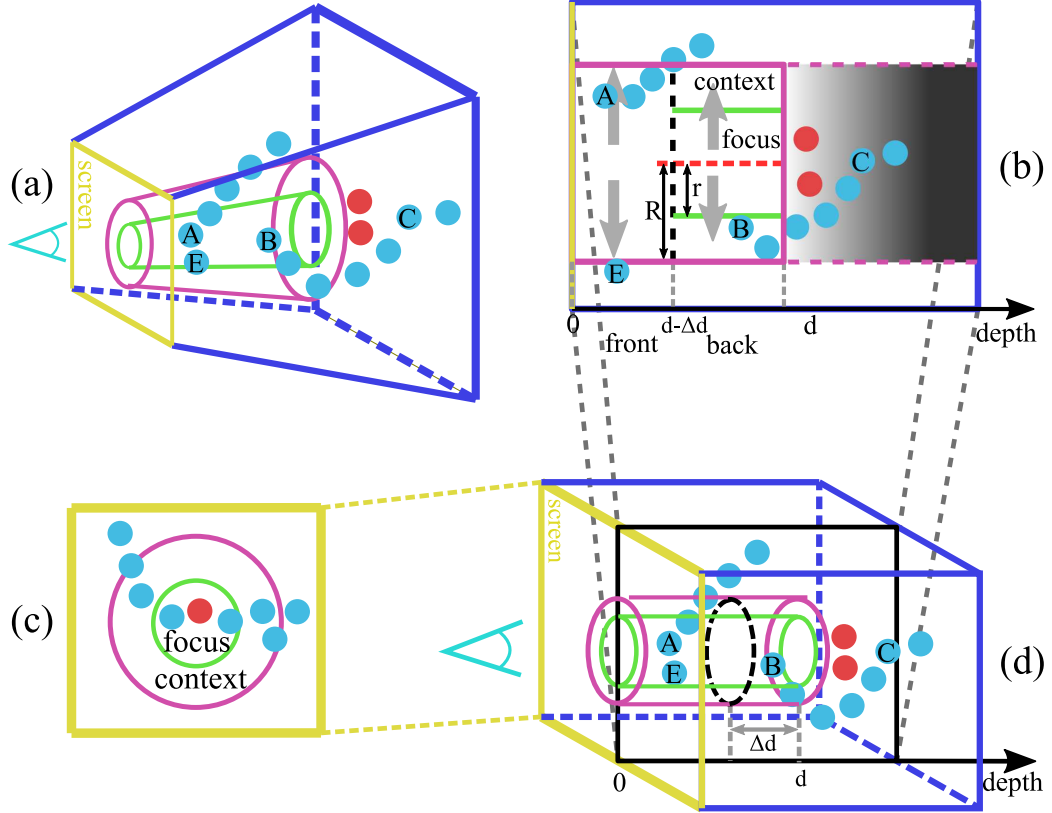 (a)
screen
A
E
B
C
(b)
A
context
focus
C
R
r
B
E
0
d-Δd
d
depth
front
back
(c)
focus
context
(d)
screen
A
E
B
C
Δd
0
d
depth